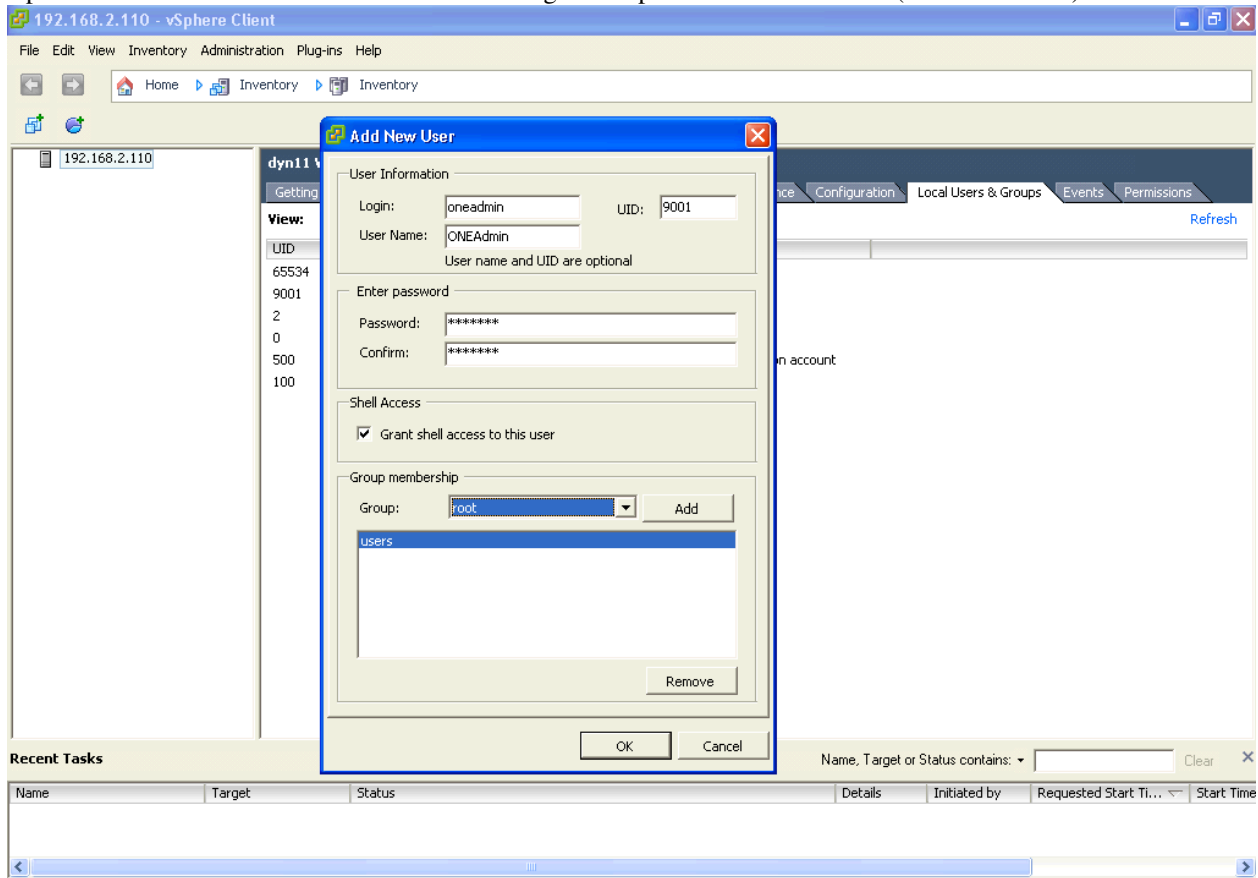 192.168.2.110 - vSphere Client
File Edit View Inventory Administration Plug-ins Help
Home Inventory Inventory
192.168.2.110
dyn11
Getting
Configuration Local Users & Groups Events Permissions
View: Refresh
UID
65534
9001
2
0
500 account
100
Add New User
User Information
Login: oneadmin UID: 9001
User Name: ONEAdmin
User name and UID are optional
Enter password
Password: *******
Confirm: *******
Shell Access
Grant shell access to this user
Group membership
Group: root Add
users
Remove
OK Cancel
Recent Tasks Name, Target or Status contains: Clear
Name Target Status Details Initiated by Requested Start Ti... Start Time